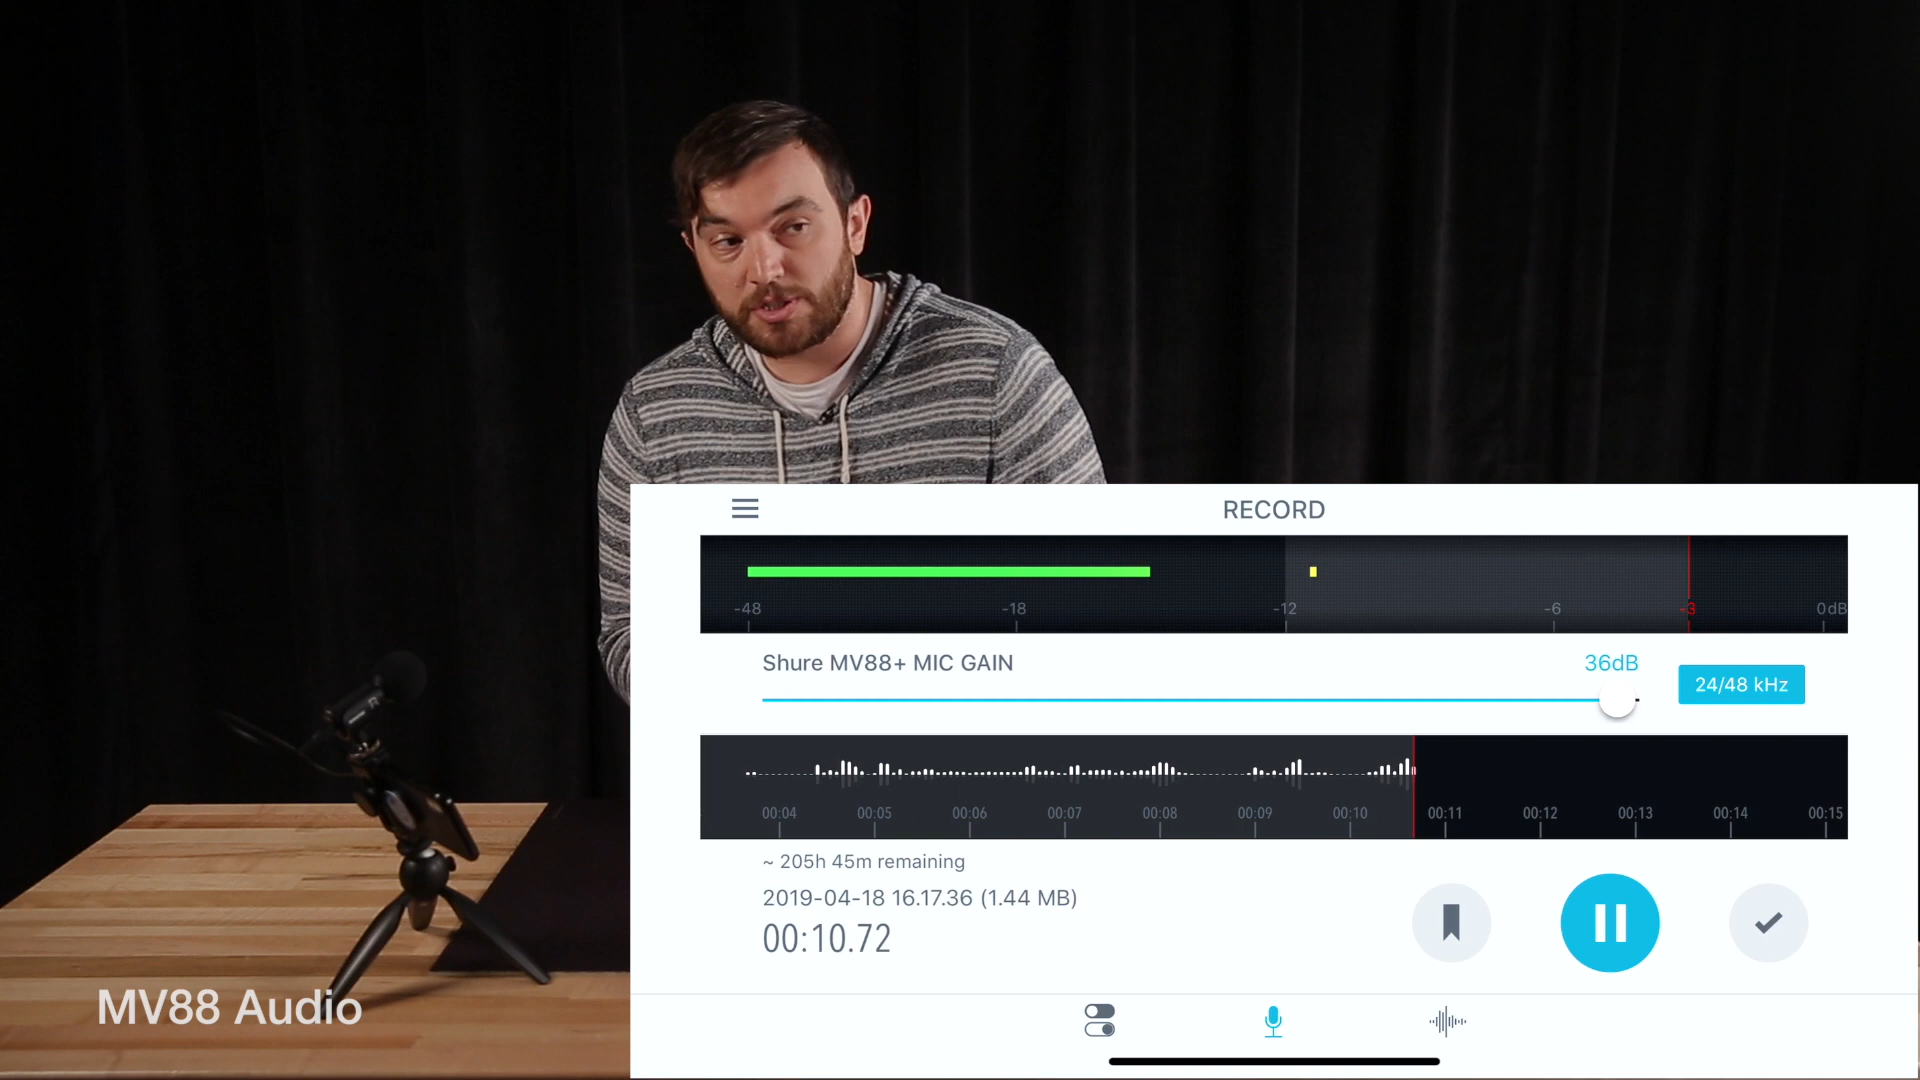 RECORD
-48 -18 -12 -6 -3 0dB
Shure MV88+ MIC GAIN 36dB
24/48 kHz
00:04 00:05 00:06 00:07 00:08 00:09 00:10 00:11 00:12 00:13 00:14 00:15
~ 205h 45m remaining
2019-04-18 16.17.36 (1.44 MB)
00:10.72
MV88 Audio